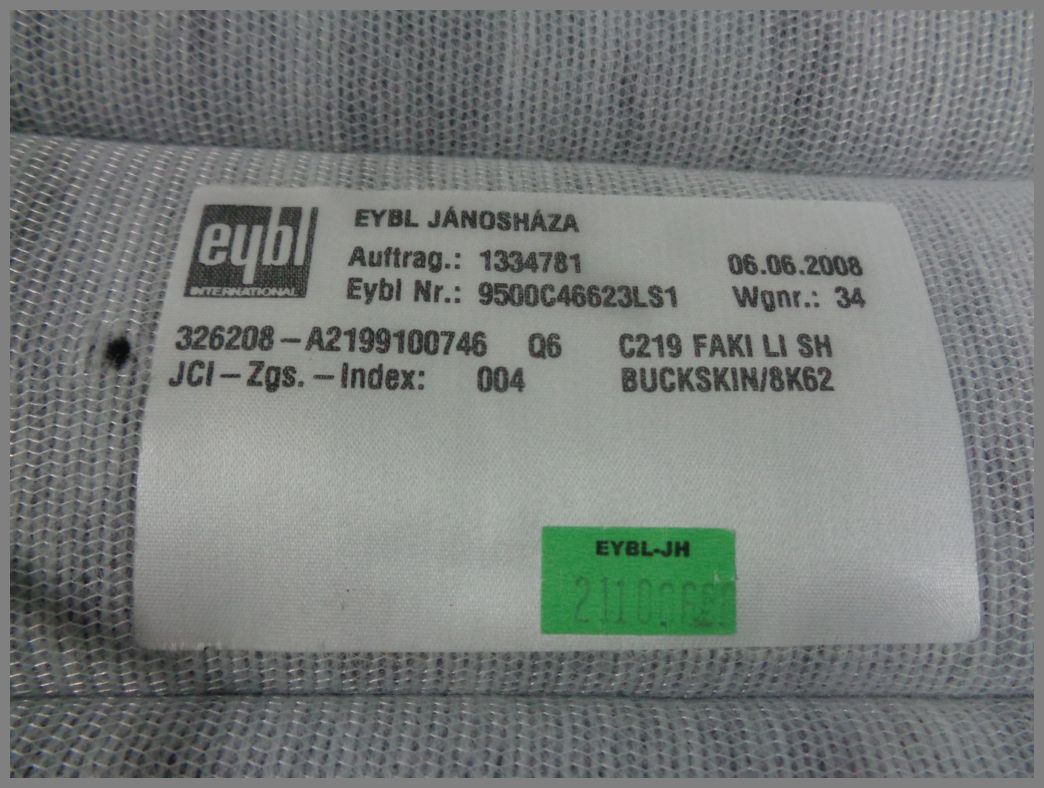 eybl
INTERNATIONAL
EYBL JÁNOSHÁZA
Auftrag.: 1334781 06.06.2008
Eybl Nr.: 9500C46623LS1 Wgnr.: 34
326208-A2199100746 Q6 C219 FAKI LI SH
JCI-Zgs.-Index: 004 BUCKSKIN/8K62
EYBL-JH